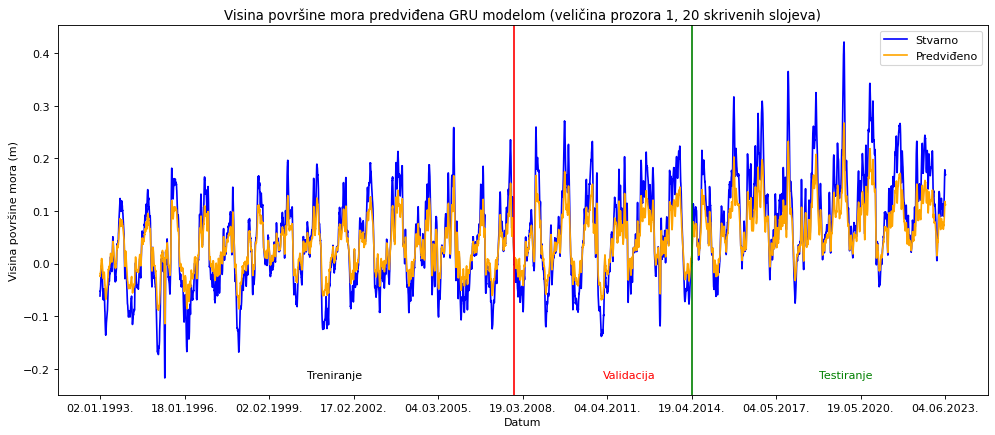 Visina površine mora predviđena GRU modelom (veličina prozora 1, 20 skrivenih slojeva)
Stvarno
Predviđeno
0.4
0.3
0.2
0.1
0.0
−0.1
−0.2
Visina površine mora (m)
Treniranje
Validacija
Testiranje
02.01.1993.
18.01.1996.
02.02.1999.
17.02.2002.
04.03.2005.
19.03.2008.
04.04.2011.
19.04.2014.
04.05.2017.
19.05.2020.
04.06.2023.
Datum